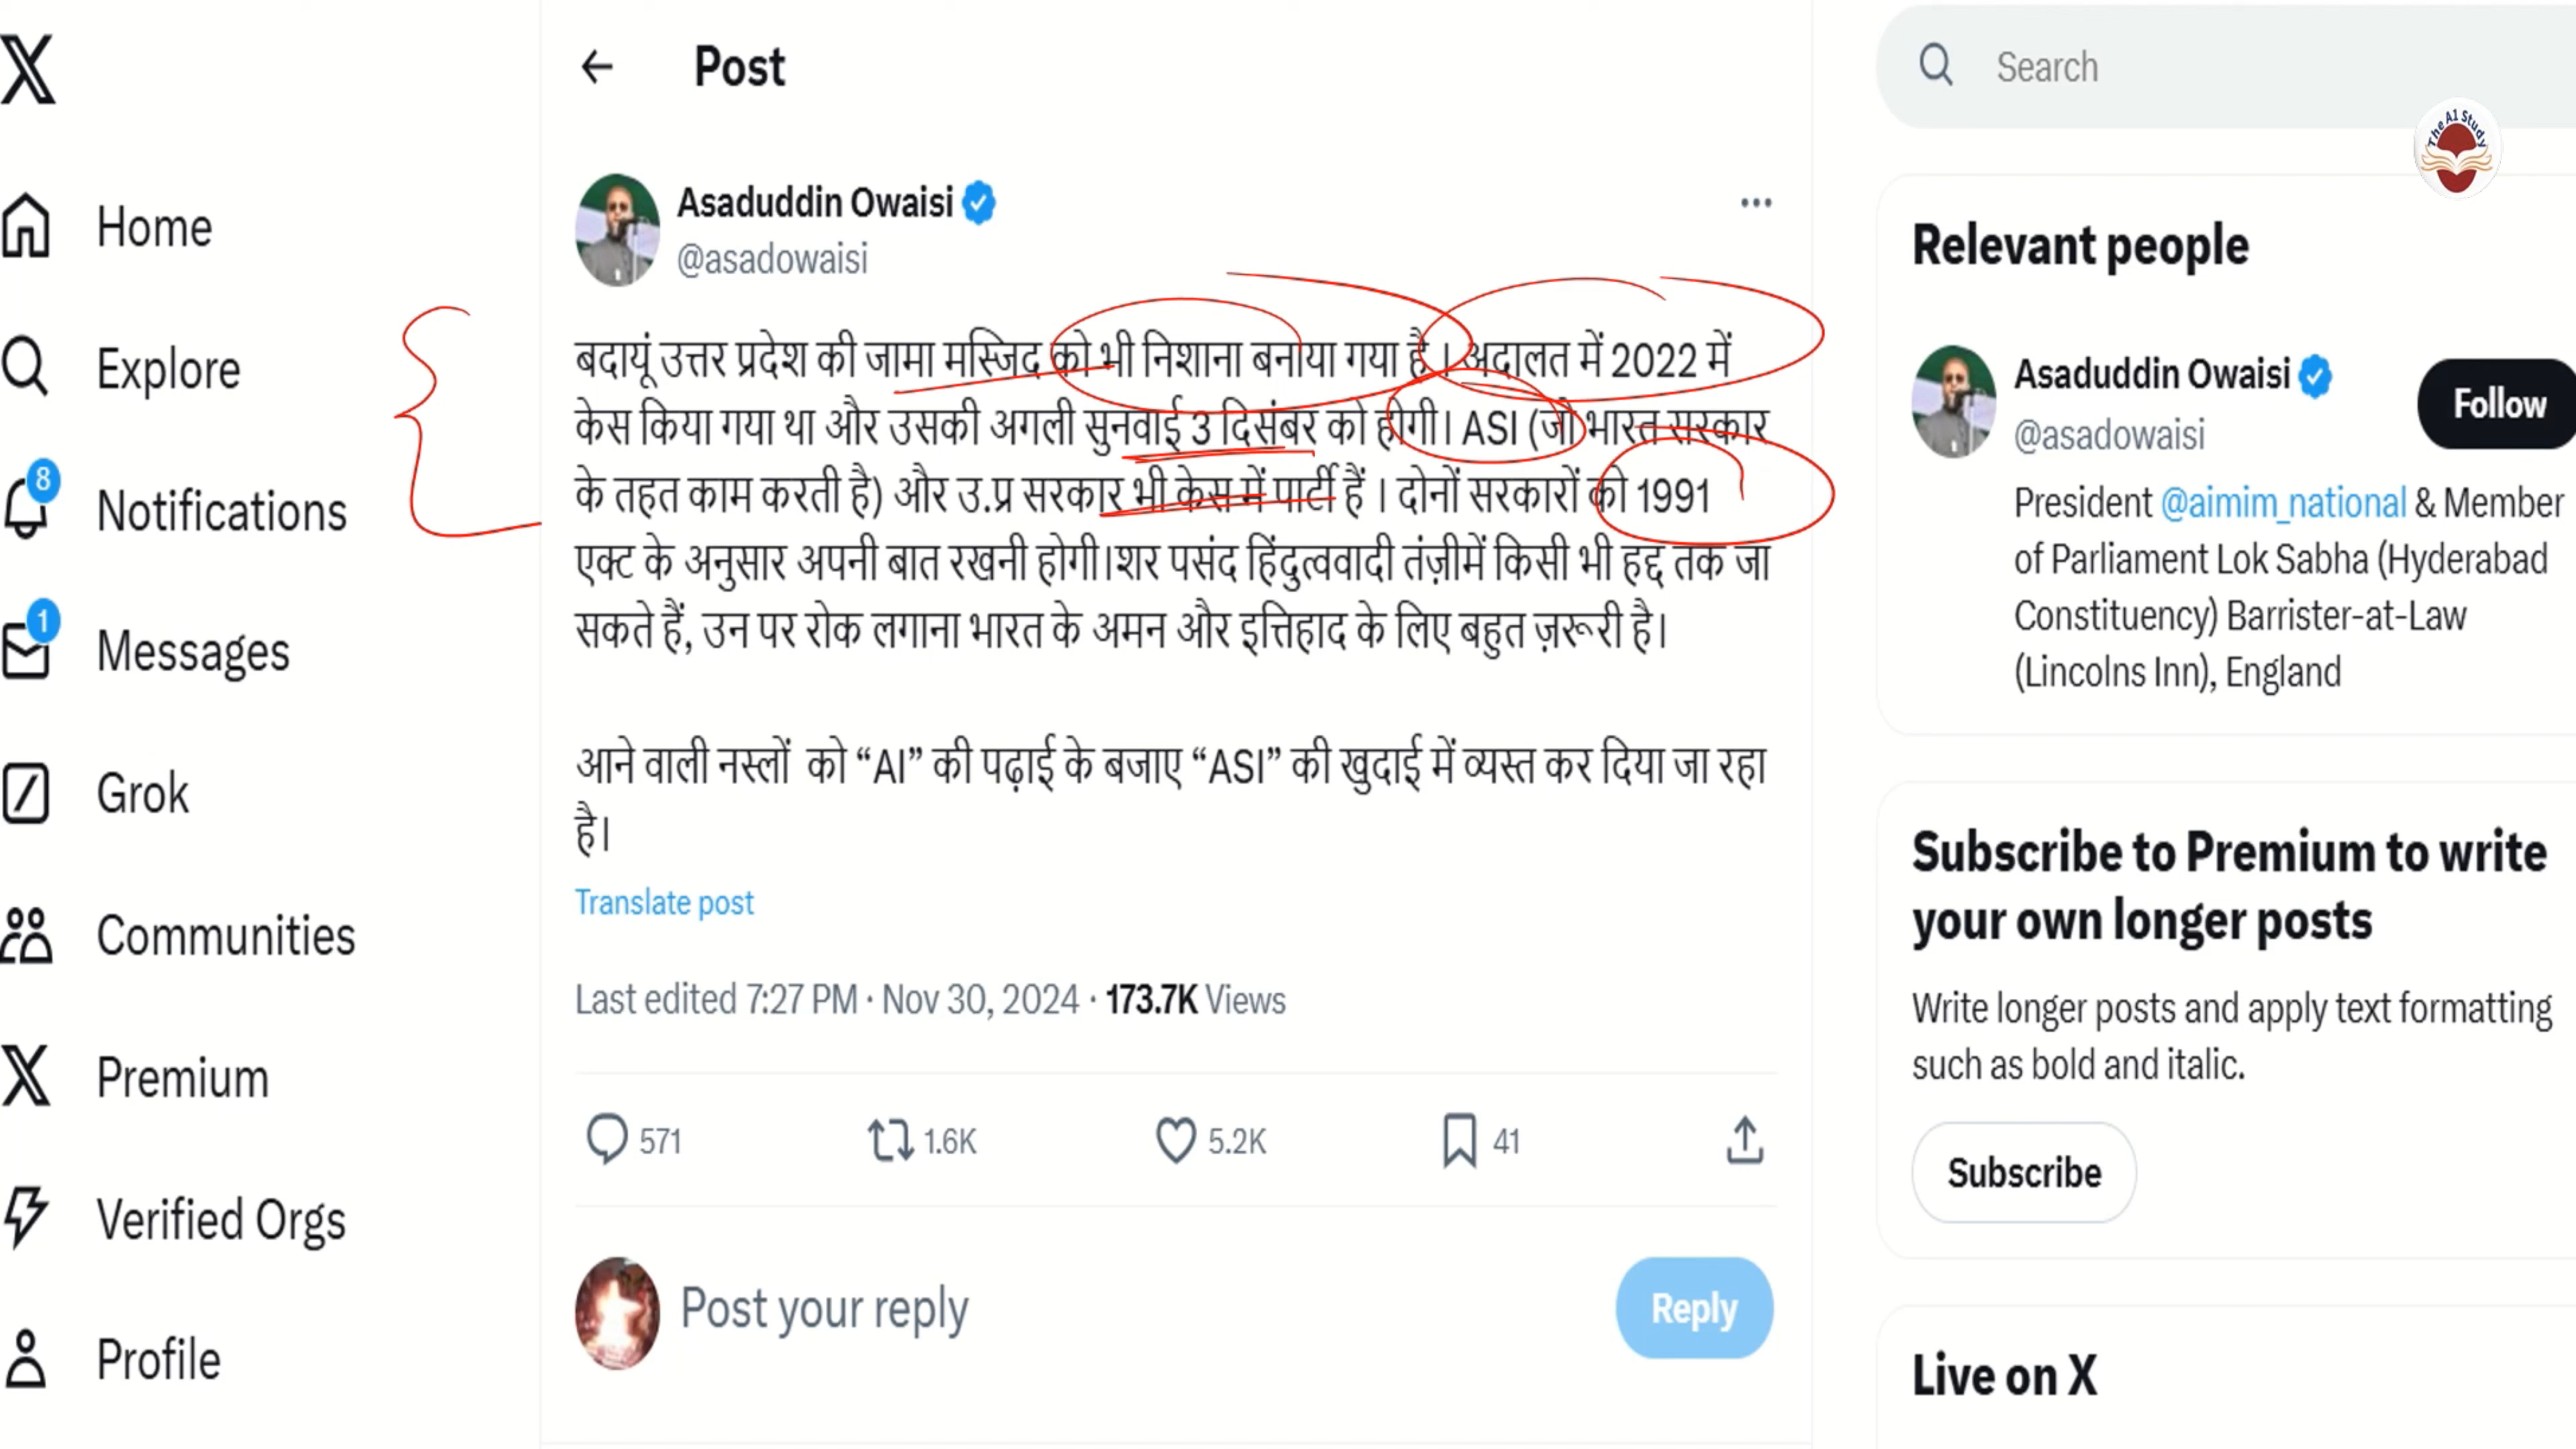 X
Home
Explore
8
Notifications
1
Messages
Grok
Communities
Premium
Verified Orgs
Profile
Post
Asaduddin Owaisi
@asadowaisi
बदायूं उत्तर प्रदेश की जामा मस्जिद को भी निशाना बनाया गया है । अदालत में 2022 में
केस किया गया था और उसकी अगली सुनवाई 3 दिसंबर को होगी। ASI (जो भारत सरकार
के तहत काम करती है) और उ.प्र सरकार भी केस में पार्टी हैं । दोनों सरकारों को 1991
एक्ट के अनुसार अपनी बात रखनी होगी।शर पसंद हिंदुत्ववादी तंज़ीमें किसी भी हद्द तक जा
सकते हैं, उन पर रोक लगाना भारत के अमन और इत्तिहाद के लिए बहुत ज़रूरी है।
आने वाली नस्लों को “AI” की पढ़ाई के बजाए “ASI” की खुदाई में व्यस्त कर दिया जा रहा
है।
Translate post
Last edited 7:27 PM · Nov 30, 2024 · 173.7K Views
571 1.6K 5.2K 41
Post your reply
Reply
Search
The A1 Study
Relevant people
Asaduddin Owaisi
@asadowaisi
Follow
President @aimim_national & Member
of Parliament Lok Sabha (Hyderabad
Constituency) Barrister-at-Law
(Lincolns Inn), England
Subscribe to Premium to write
your own longer posts
Write longer posts and apply text formatting
such as bold and italic.
Subscribe
Live on X